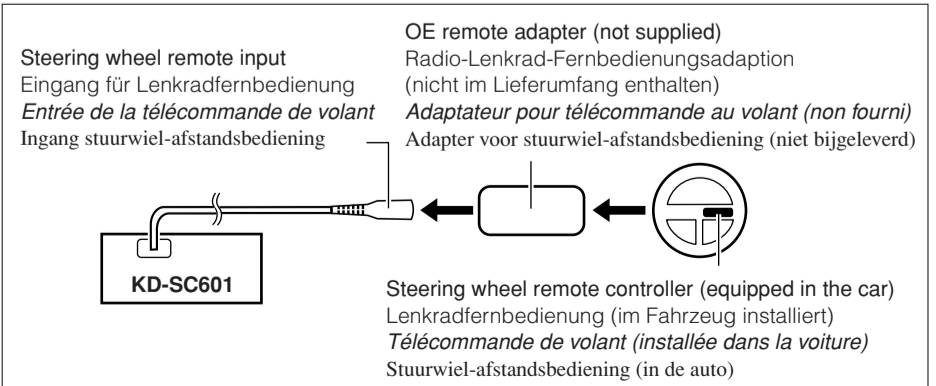 Steering wheel remote input
Eingang für Lenkradfernbedienung
Entrée de la télécommande de volant
Ingang stuurwiel-afstandsbediening
OE remote adapter (not supplied)
Radio-Lenkrad-Fernbedienungsadaption
(nicht im Lieferumfang enthalten)
Adaptateur pour télécommande au volant (non fourni)
Adapter voor stuurwiel-afstandsbediening (niet bijgeleverd)
KD-SC601
Steering wheel remote controller (equipped in the car)
Lenkradfernbedienung (im Fahrzeug installiert)
Télécommande de volant (installée dans la voiture)
Stuurwiel-afstandsbediening (in de auto)